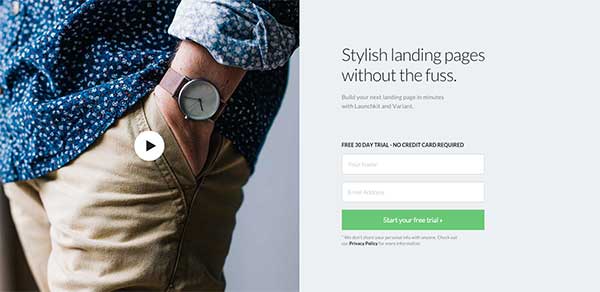 Stylish landing pages
without the fuss.
Build your next landing page in minutes
with Launchkit and Variant.
FREE 30 DAY TRIAL - NO CREDIT CARD REQUIRED
Your Name
Email Address
Start your free trial »
* We don't share your personal info with anyone. Check out
our Privacy Policy for more information.